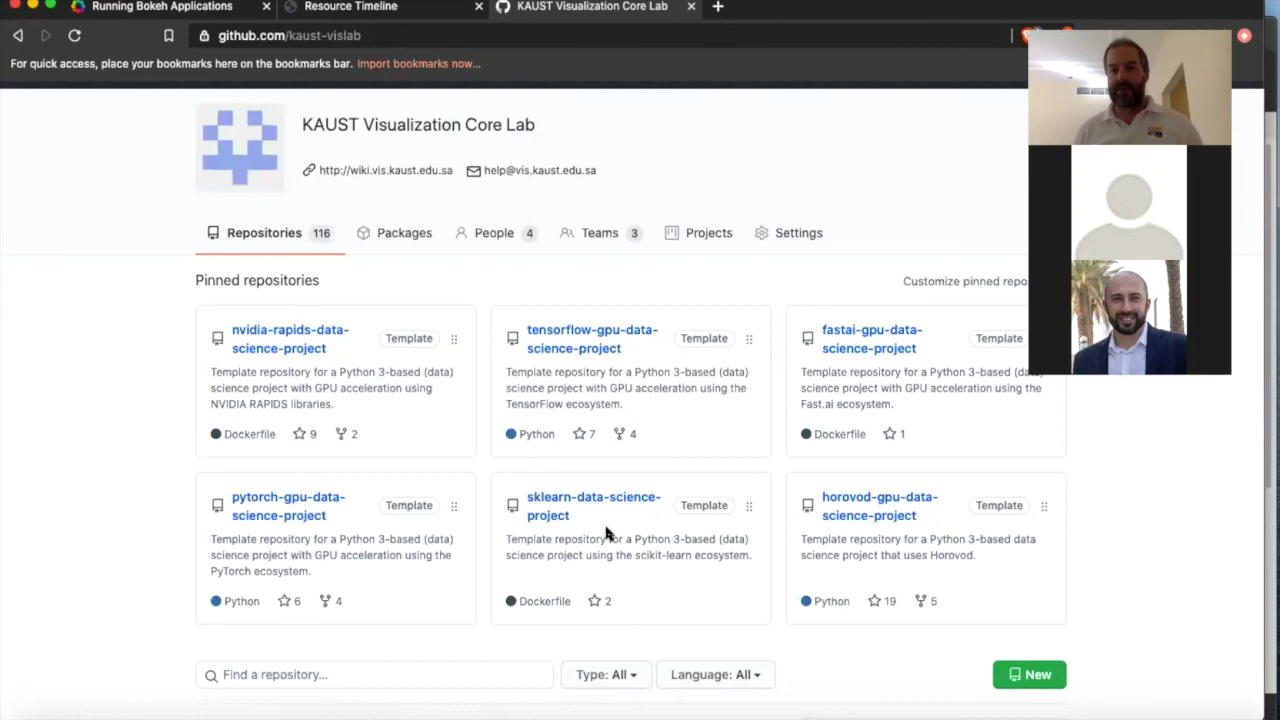 Running Bokeh Applications
Resource Timeline
KAUST Visualization Core Lab
github.com/kaust-vislab
For quick access, place your bookmarks here on the bookmarks bar. Import bookmarks now...
KAUST Visualization Core Lab
http://wiki.vis.kaust.edu.sa
help@vis.kaust.edu.sa
Repositories 116
Packages
People 4
Teams 3
Projects
Settings
Pinned repositories
Customize pinned repo
nvidia-rapids-data-
science-project
Template
Template repository for a Python 3-based (data)
science project with GPU acceleration using
NVIDIA RAPIDS libraries.
Dockerfile 9 2
tensorflow-gpu-data-
science-project
Template
Template repository for a Python 3-based (data)
science project with GPU acceleration using the
TensorFlow ecosystem.
Python 7 4
fastai-gpu-data-
science-project
Template
Template repository for a Python 3-based (data)
science project with GPU acceleration using the
Fast.ai ecosystem.
Dockerfile 1
pytorch-gpu-data-
science-project
Template
Template repository for a Python 3-based (data)
science project with GPU acceleration using the
PyTorch ecosystem.
Python 6 4
sklearn-data-science-
project
Template
Template repository for a Python 3-based (data)
science project using the scikit-learn ecosystem.
Dockerfile 2
horovod-gpu-data-
science-project
Template
Template repository for a Python 3-based data
science project that uses Horovod.
Python 19 5
Find a repository...
Type: All
Language: All
New